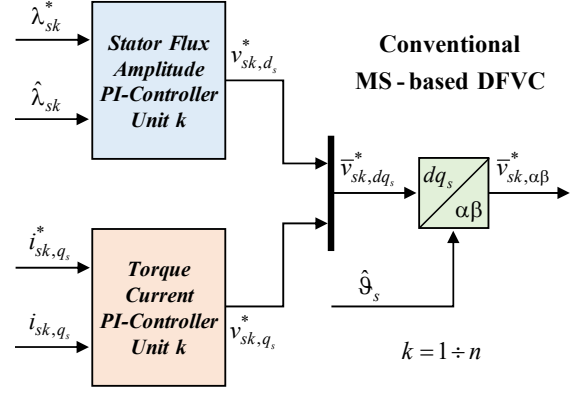 λ*sk
λ̂sk
Stator Flux
Amplitude
PI-Controller
Unit k
v*sk,ds
Conventional
MS - based DFVC
v̅*sk,dqs
dqs
αβ
v̅*sk,αβ
i*sk,qs
isk,qs
Torque
Current
PI-Controller
Unit k
v*sk,qs
ϑ̂s
k = 1 ÷ n